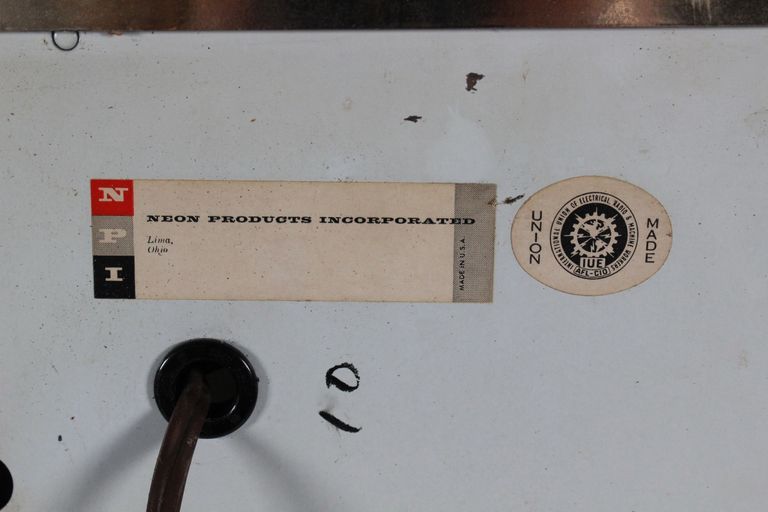 N
P
I
NEON PRODUCTS INCORPORATED
Lima,
Ohio
MADE IN U.S.A.
UNION
INTERNATIONAL UNION OF ELECTRICAL, RADIO & MACHINE WORKERS
IUE
AFL-CIO
MADE
10